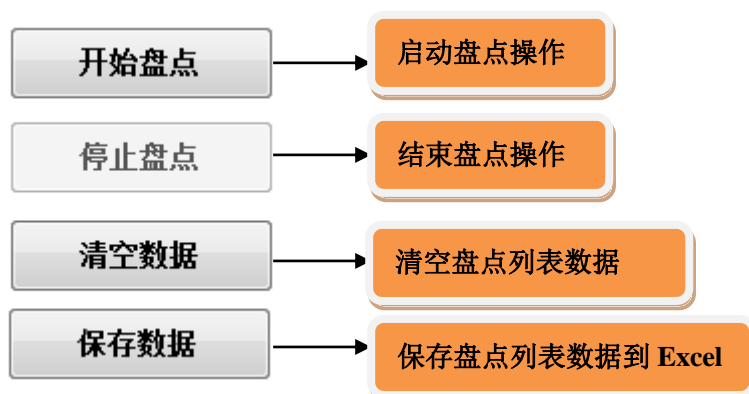 开始盘点
启动盘点操作
停止盘点
结束盘点操作
清空数据
清空盘点列表数据
保存数据
保存盘点列表数据到 Excel